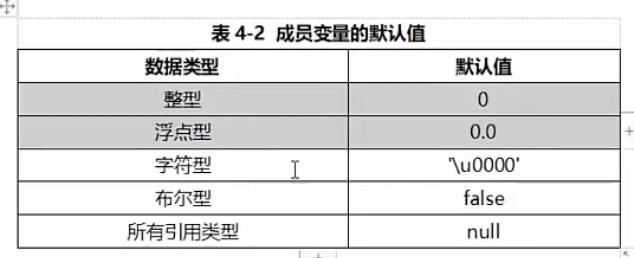 表 4-2 成员变量的默认值
数据类型 默认值
整型 0
浮点型 0.0
字符型 '\u0000'
布尔型 false
所有引用类型 null